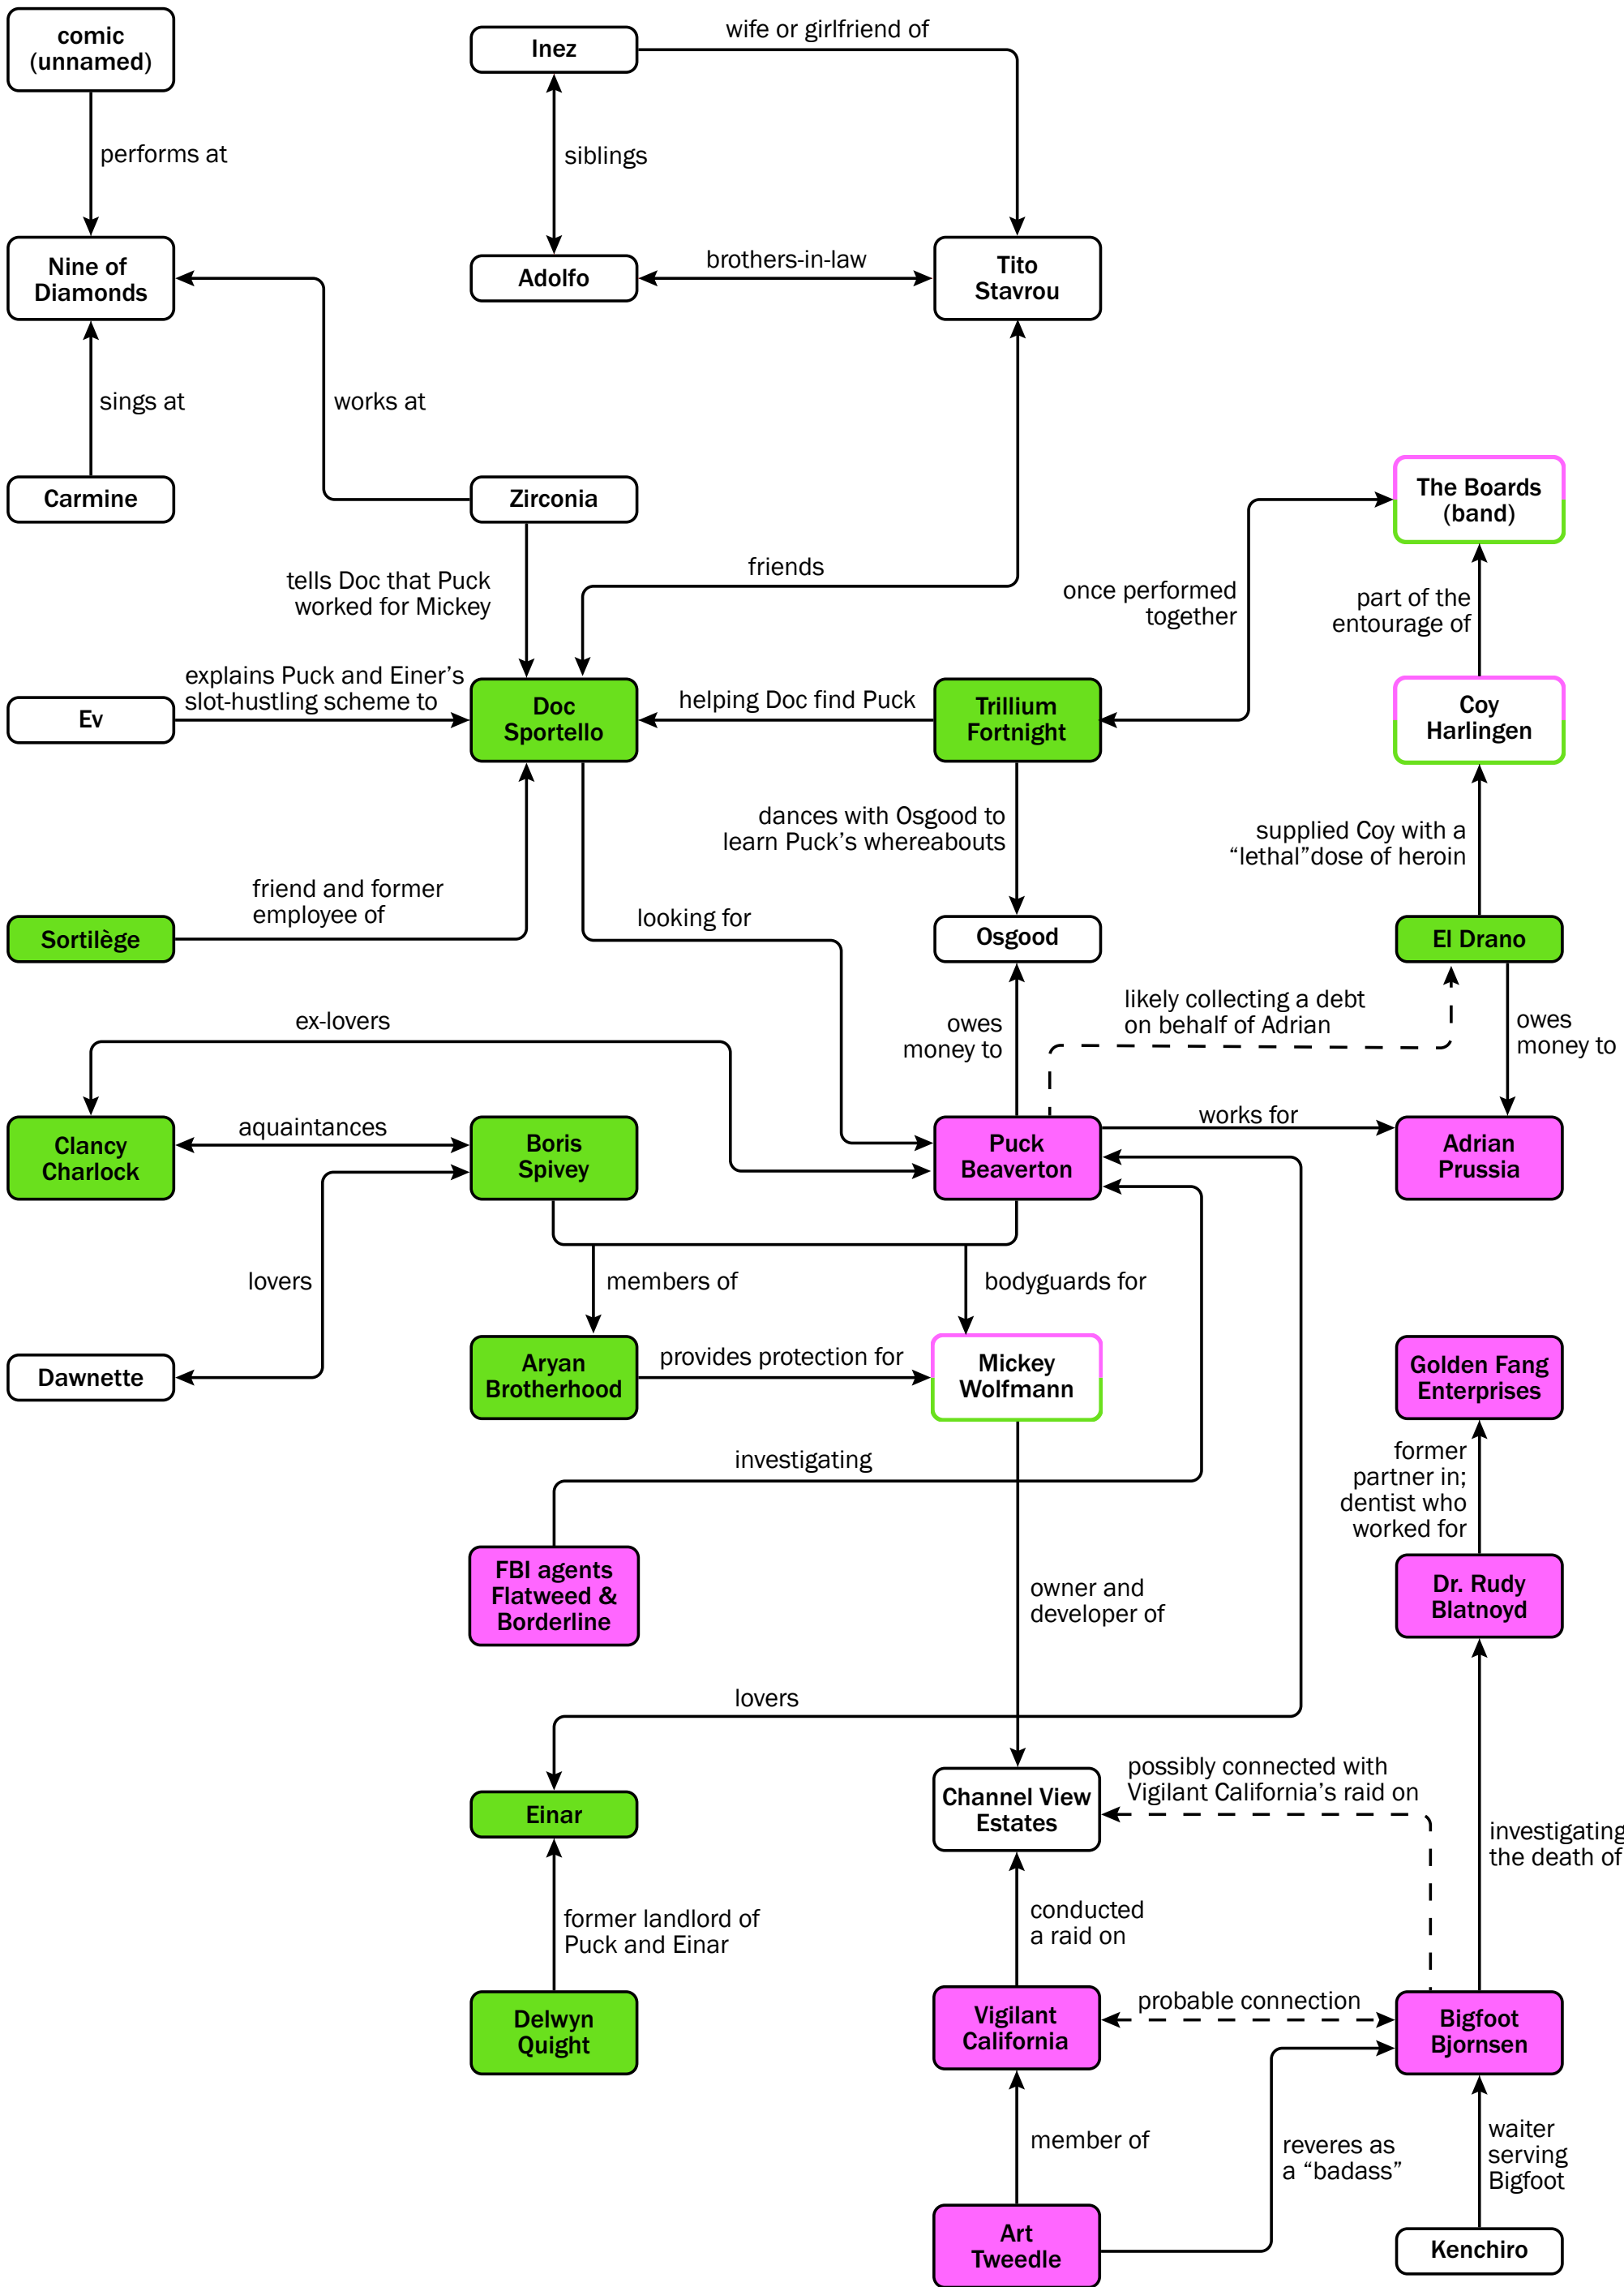 comic
(unnamed)
Inez
wife or girlfriend of
performs at
siblings
Nine of
Diamonds
Adolfo
brothers-in-law
Tito
Stavrou
sings at
works at
Carmine
Zirconia
The Boards
(band)
tells Doc that Puck
worked for Mickey
friends
once performed
together
part of the
entourage of
Ev
explains Puck and Einer’s
slot-hustling scheme to
Doc
Sportello
helping Doc find Puck
Trillium
Fortnight
Coy
Harlingen
dances with Osgood to
learn Puck’s whereabouts
supplied Coy with a
“lethal”dose of heroin
friend and former
employee of
looking for
Sortilège
Osgood
El Drano
ex-lovers
owes
money to
likely collecting a debt
on behalf of Adrian
owes
money to
Clancy
Charlock
aquaintances
Boris
Spivey
Puck
Beaverton
works for
Adrian
Prussia
lovers
members of
bodyguards for
Dawnette
Aryan
Brotherhood
provides protection for
Mickey
Wolfmann
Golden Fang
Enterprises
investigating
former
partner in;
dentist who
worked for
FBI agents
Flatweed &
Borderline
owner and
developer of
Dr. Rudy
Blatnoyd
lovers
Einar
Channel View
Estates
possibly connected with
Vigilant California’s raid on
investigating
the death of
former landlord of
Puck and Einar
conducted
a raid on
Delwyn
Quight
Vigilant
California
probable connection
Bigfoot
Bjornsen
member of
reveres as
a “badass”
waiter
serving
Bigfoot
Art
Tweedle
Kenchiro